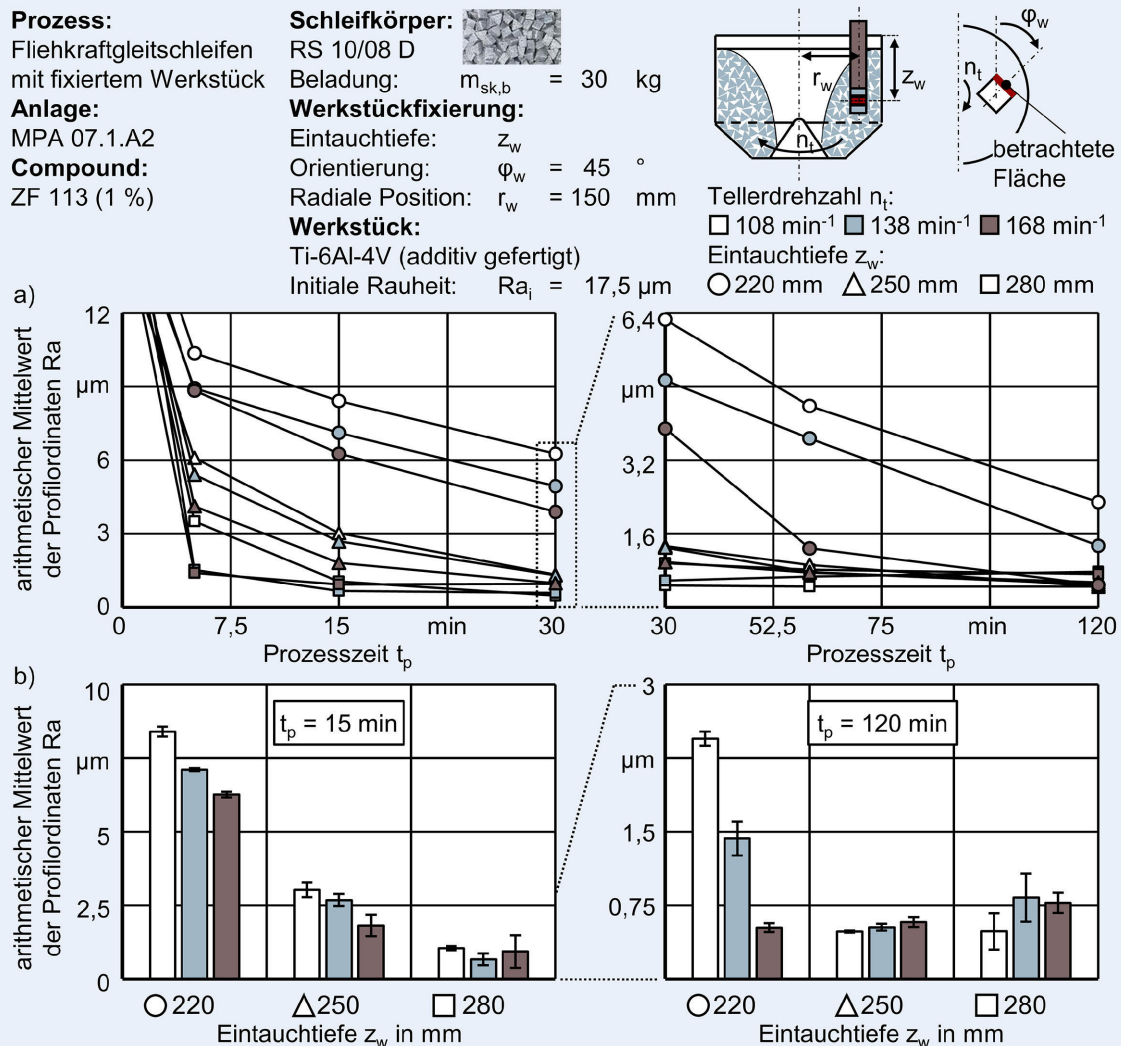 Prozess:
Fliehkraftgleitschleifen
mit fixiertem Werkstück
Anlage:
MPA 07.1.A2
Compound:
ZF 113 (1 %)
Schleifkörper:
RS 10/08 D
Beladung: m_sk,b = 30 kg
Werkstückfixierung:
Eintauchtiefe: z_w
Orientierung: φ_w = 45 °
Radiale Position: r_w = 150 mm
Werkstück:
Ti-6Al-4V (additiv gefertigt)
Initiale Rauheit: Ra_i = 17,5 µm
r_w
z_w
n_t
φ_w
n_t
betrachtete
Fläche
Tellerdrehzahl n_t:
108 min⁻¹ 138 min⁻¹ 168 min⁻¹
Eintauchtiefe z_w:
220 mm 250 mm 280 mm
a)
arithmetischer Mittelwert
der Profilordinaten Ra
12
µm
6
3
0
0 7,5 15 min 30
Prozesszeit t_p
6,4
µm
3,2
1,6
0
30 52,5 75 min 120
Prozesszeit t_p
b)
arithmetischer Mittelwert
der Profilordinaten Ra
10
µm
5
2,5
0
t_p = 15 min
220 250 280
Eintauchtiefe z_w in mm
3
µm
1,5
0,75
0
t_p = 120 min
220 250 280
Eintauchtiefe z_w in mm